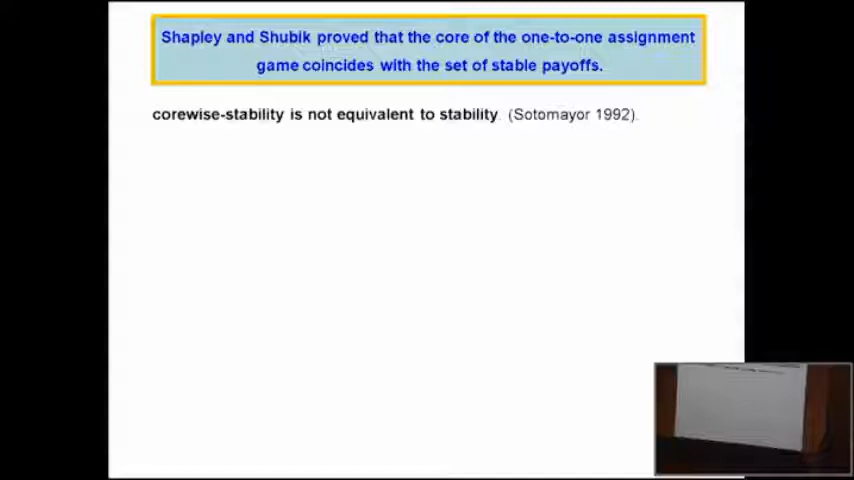 Shapley and Shubik proved that the core of the one-to-one assignment
game coincides with the set of stable payoffs.
corewise-stability is not equivalent to stability. (Sotomayor 1992).